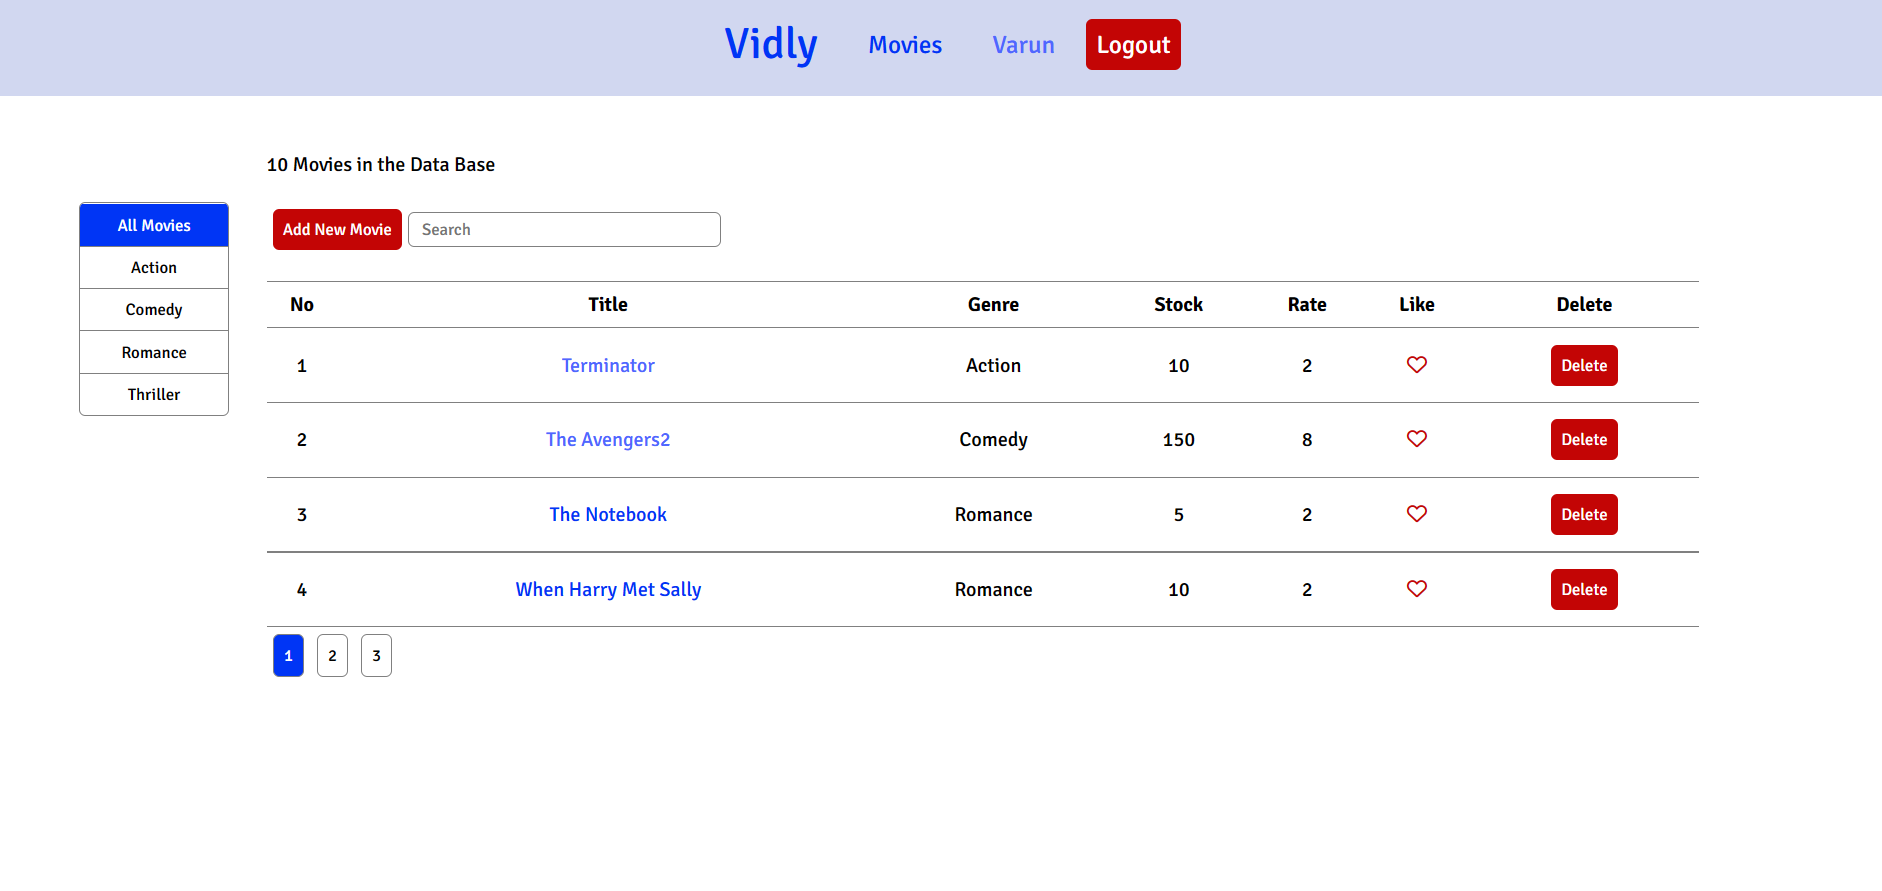 Vidly Movies Varun Logout
10 Movies in the Data Base
All Movies
Action
Comedy
Romance
Thriller
Add New Movie Search
No Title Genre Stock Rate Like Delete
1 Terminator Action 10 2 Delete
2 The Avengers2 Comedy 150 8 Delete
3 The Notebook Romance 5 2 Delete
4 When Harry Met Sally Romance 10 2 Delete
1 2 3